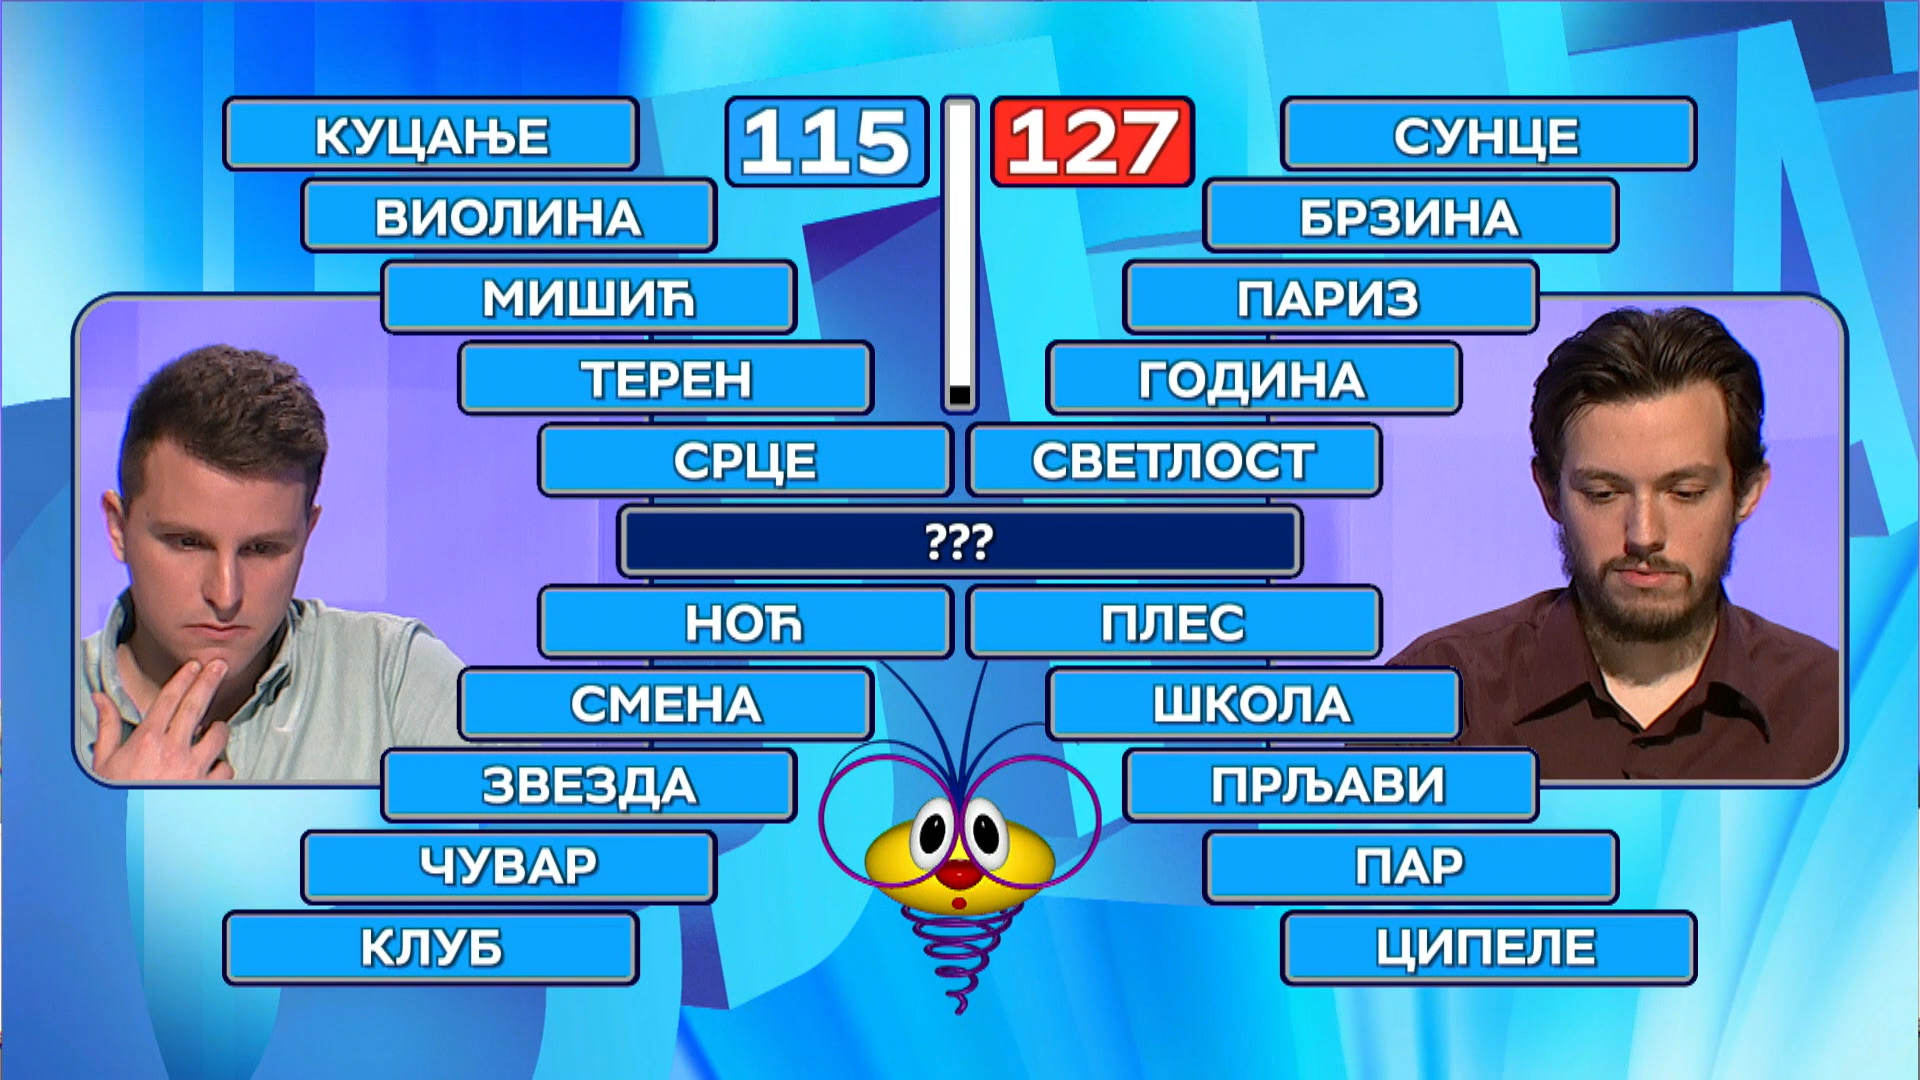 КУЦАЊЕ 115 127 СУНЦЕ
ВИОЛИНА БРЗИНА
МИШИЋ ПАРИЗ
ТЕРЕН ГОДИНА
СРЦЕ СВЕТЛОСТ
???
НОЋ ПЛЕС
СМЕНА ШКОЛА
ЗВЕЗДА ПРЉАВИ
ЧУВАР ПАР
КЛУБ ЦИПЕЛЕ